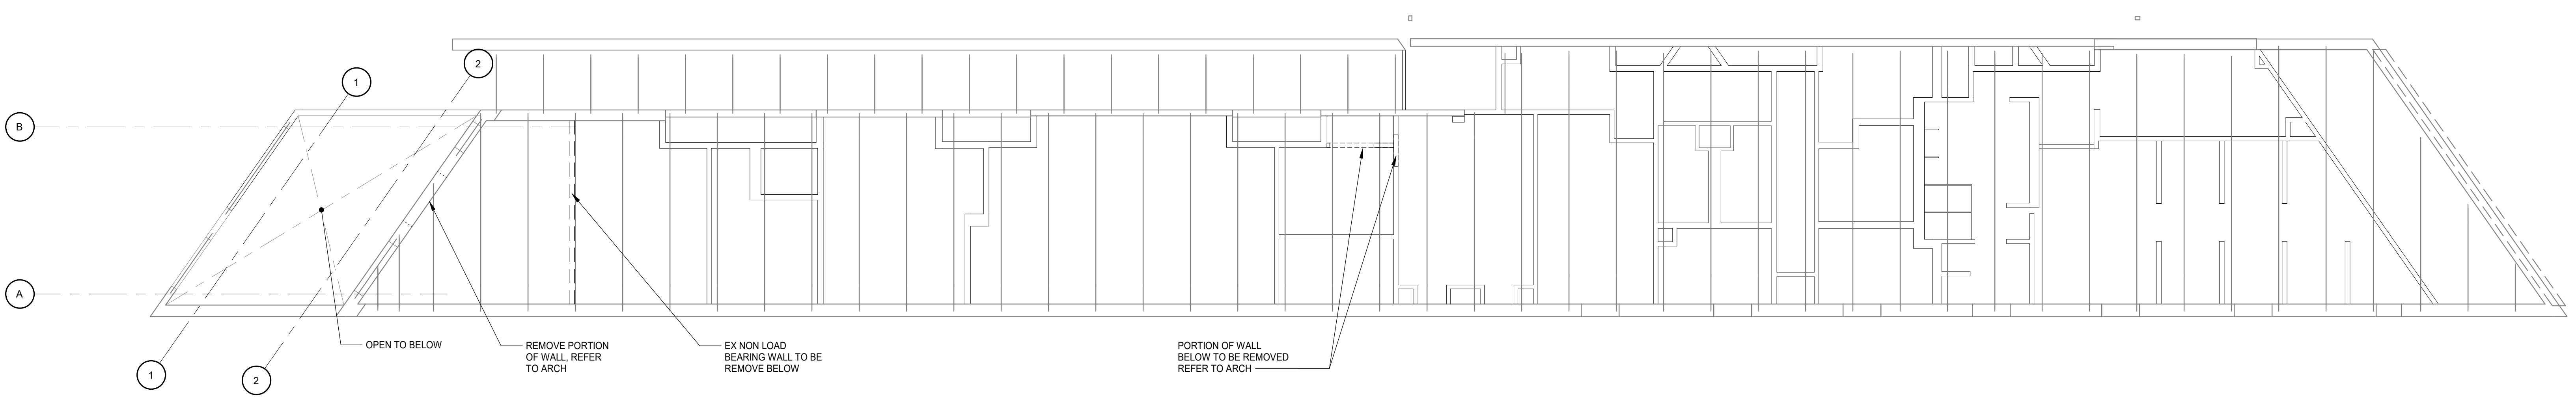 1
2
B
A
1
2
OPEN TO BELOW
REMOVE PORTION
OF WALL, REFER
TO ARCH
EX NON LOAD
BEARING WALL TO BE
REMOVE BELOW
PORTION OF WALL
BELOW TO BE REMOVED
REFER TO ARCH